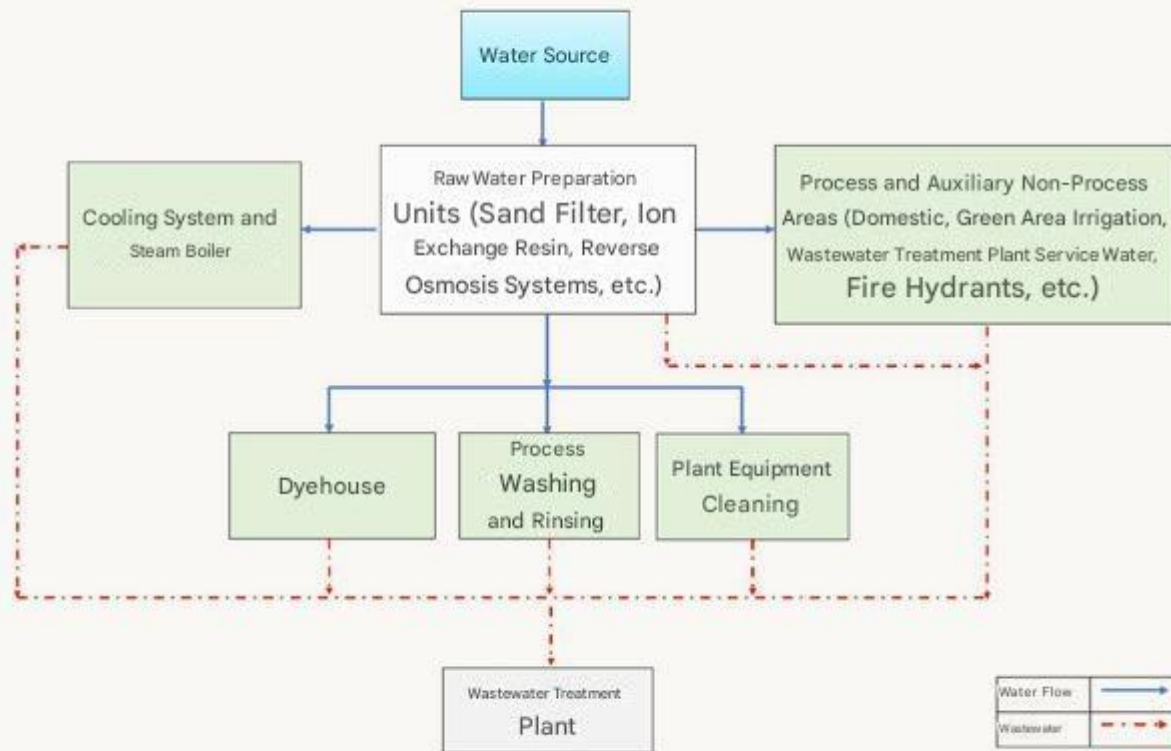 Water Source
Raw Water Preparation
Units (Sand Filter, Ion
Exchange Resin, Reverse
Osmosis Systems, etc.)
Cooling System and
Steam Boiler
Process and Auxiliary Non-Process
Areas (Domestic, Green Area Irrigation,
Wastewater Treatment Plant Service Water,
Fire Hydrants, etc.)
Dyehouse
Process
Washing
and Rinsing
Plant Equipment
Cleaning
Wastewater Treatment
Plant
Water Flow
Wastewater